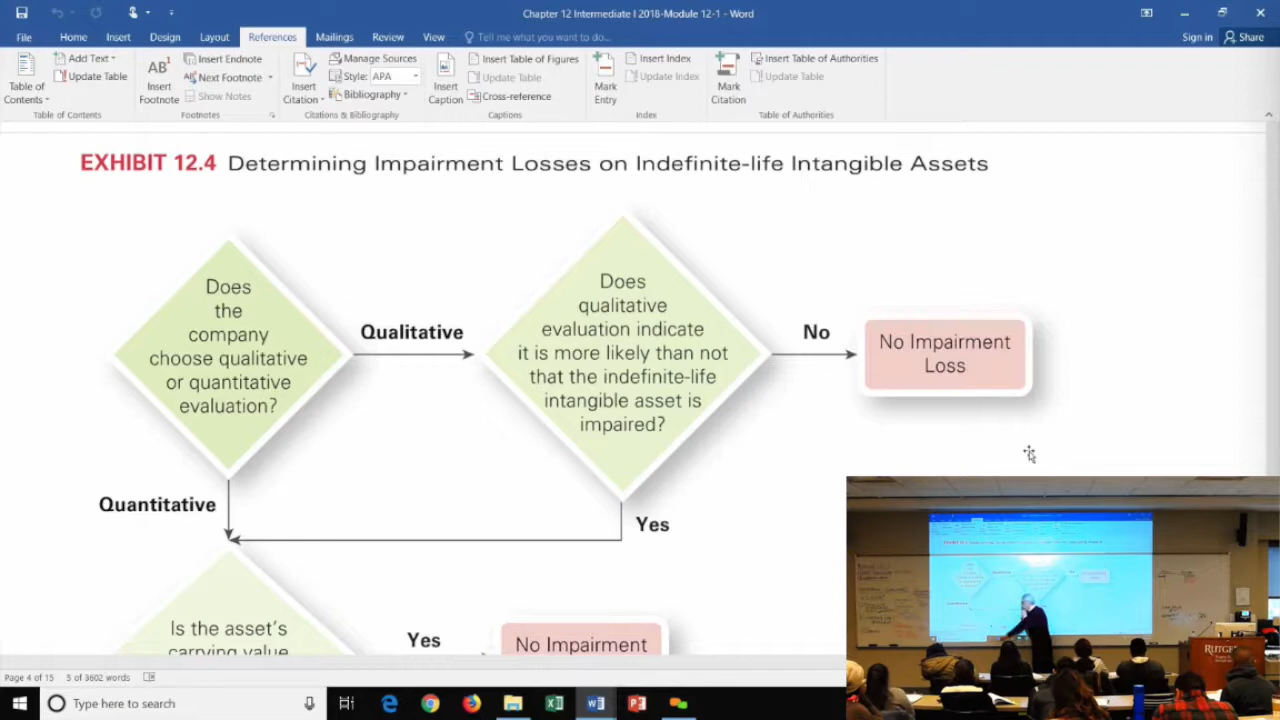 Chapter 12 Intermediate I 2018-Module 12-1 - Word
File Home Insert Design Layout References Mailings Review View Tell me what you want to do... Sign in Share
Table of Contents
Add Text
Update Table
Table of Contents
AB1
Insert Footnote
Insert Endnote
Next Footnote
Show Notes
Footnotes
Insert Citation
Manage Sources
Style: APA
Bibliography
Citations & Bibliography
Insert Caption
Insert Table of Figures
Update Table
Cross-reference
Captions
Mark Entry
Insert Index
Update Index
Index
Mark Citation
Insert Table of Authorities
Update Table
Table of Authorities
EXHIBIT 12.4 Determining Impairment Losses on Indefinite-life Intangible Assets
Does
the
company
choose qualitative
or quantitative
evaluation?
Qualitative
Does
qualitative
evaluation indicate
it is more likely than not
that the indefinite-life
intangible asset is
impaired?
No
No Impairment
Loss
Quantitative
Yes
Is the asset's
carrying value
Yes
No Impairment
RUTGERS
Page 4 of 15 5 of 3602 words
Type here to search